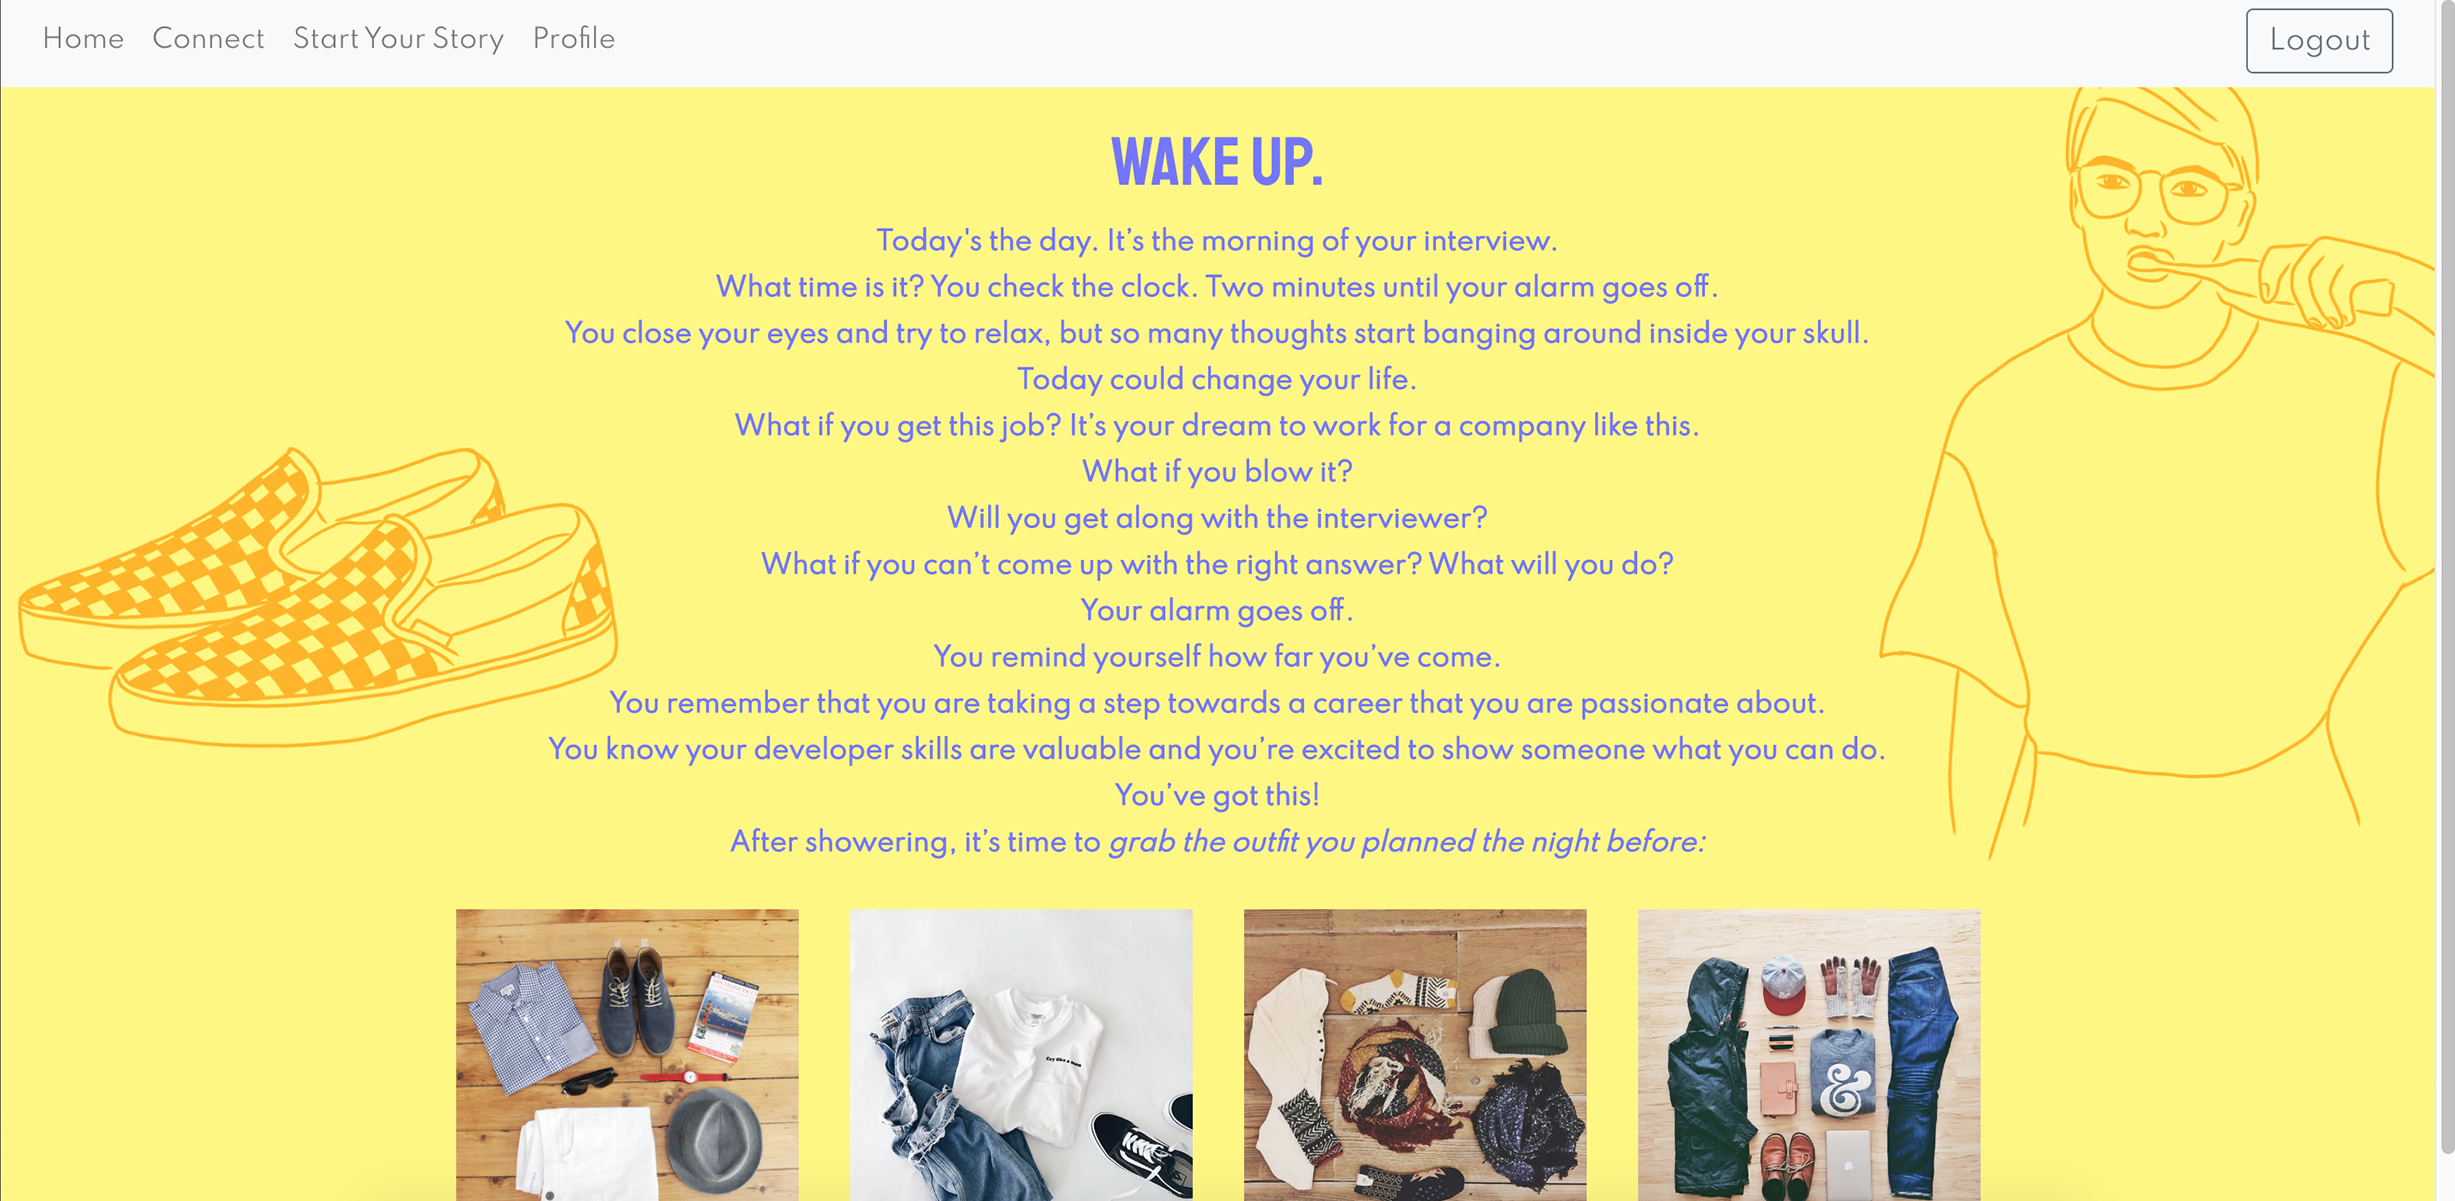 Home Connect Start Your Story Profile Logout
WAKE UP.
Today's the day. It’s the morning of your interview.
What time is it? You check the clock. Two minutes until your alarm goes off.
You close your eyes and try to relax, but so many thoughts start banging around inside your skull.
Today could change your life.
What if you get this job? It’s your dream to work for a company like this.
What if you blow it?
Will you get along with the interviewer?
What if you can’t come up with the right answer? What will you do?
Your alarm goes off.
You remind yourself how far you’ve come.
You remember that you are taking a step towards a career that you are passionate about.
You know your developer skills are valuable and you’re excited to show someone what you can do.
You’ve got this!
After showering, it’s time to grab the outfit you planned the night before:
SAN FRANCISCO
Cry like a man
&